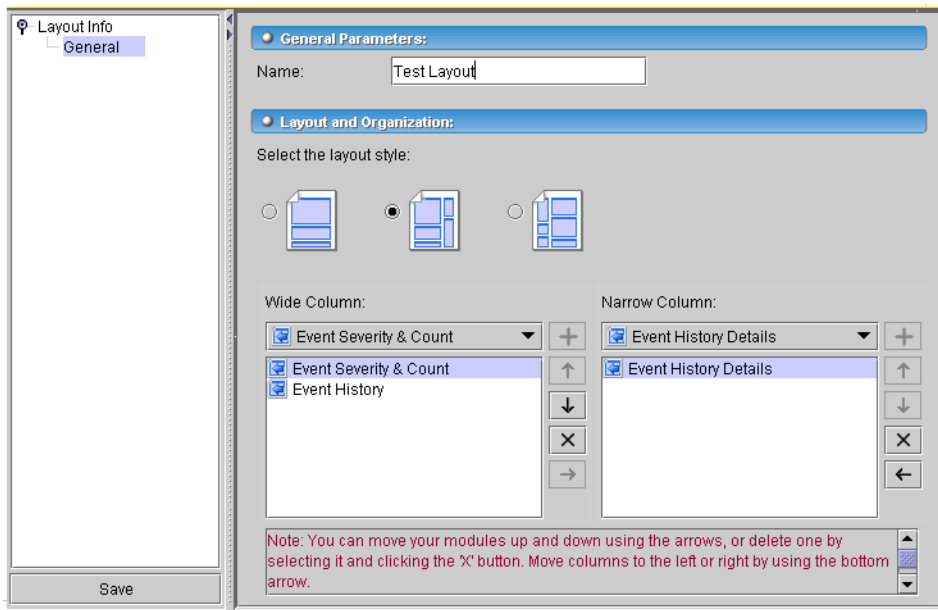 Layout Info
General
Save
General Parameters:
Name: Test Layout
Layout and Organization:
Select the layout style:
Wide Column:
Event Severity & Count
Event Severity & Count
Event History
Narrow Column:
Event History Details
Event History Details
Note: You can move your modules up and down using the arrows, or delete one by
selecting it and clicking the 'X' button. Move columns to the left or right by using the bottom
arrow.